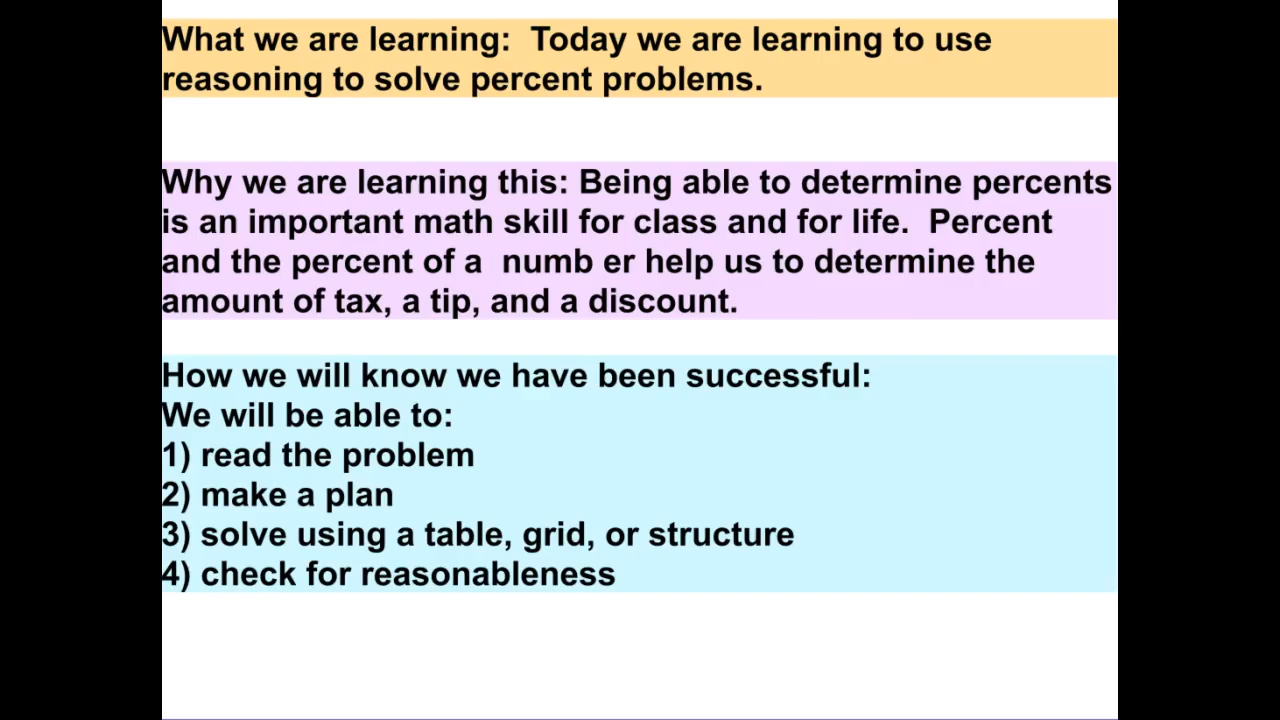 What we are learning:  Today we are learning to use
reasoning to solve percent problems.
Why we are learning this: Being able to determine percents
is an important math skill for class and for life.  Percent
and the percent of a  numb er help us to determine the
amount of tax, a tip, and a discount.
How we will know we have been successful:
We will be able to:
1) read the problem
2) make a plan
3) solve using a table, grid, or structure
4) check for reasonableness